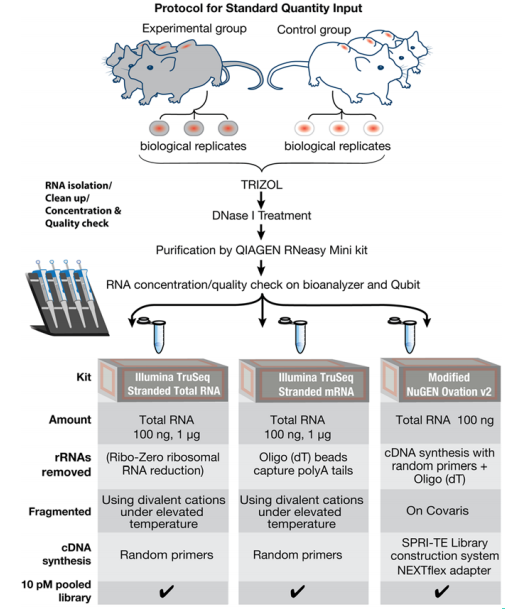 Protocol for Standard Quantity Input
Experimental group
Control group
biological replicates
biological replicates
RNA isolation/
Clean up/
Concentration &
Quality check
TRIZOL
DNase I Treatment
Purification by QIAGEN RNeasy Mini kit
RNA concentration/quality check on bioanalyzer and Qubit
Kit
Illumina TruSeq
Stranded Total RNA
Illumina TruSeq
Stranded mRNA
Modified
NuGEN Ovation v2
Amount
Total RNA
100 ng, 1 µg
Total RNA
100 ng, 1 µg
Total RNA 100 ng
rRNAs
removed
(Ribo-Zero ribosomal
RNA reduction)
Oligo (dT) beads
capture polyA tails
cDNA synthesis with
random primers +
Oligo (dT)
Fragmented
Using divalent cations
under elevated
temperature
Using divalent cations
under elevated
temperature
On Covaris
cDNA
synthesis
Random primers
Random primers
SPRI-TE Library
construction system
NEXTflex adapter
10 pM pooled
library
✔
✔
✔